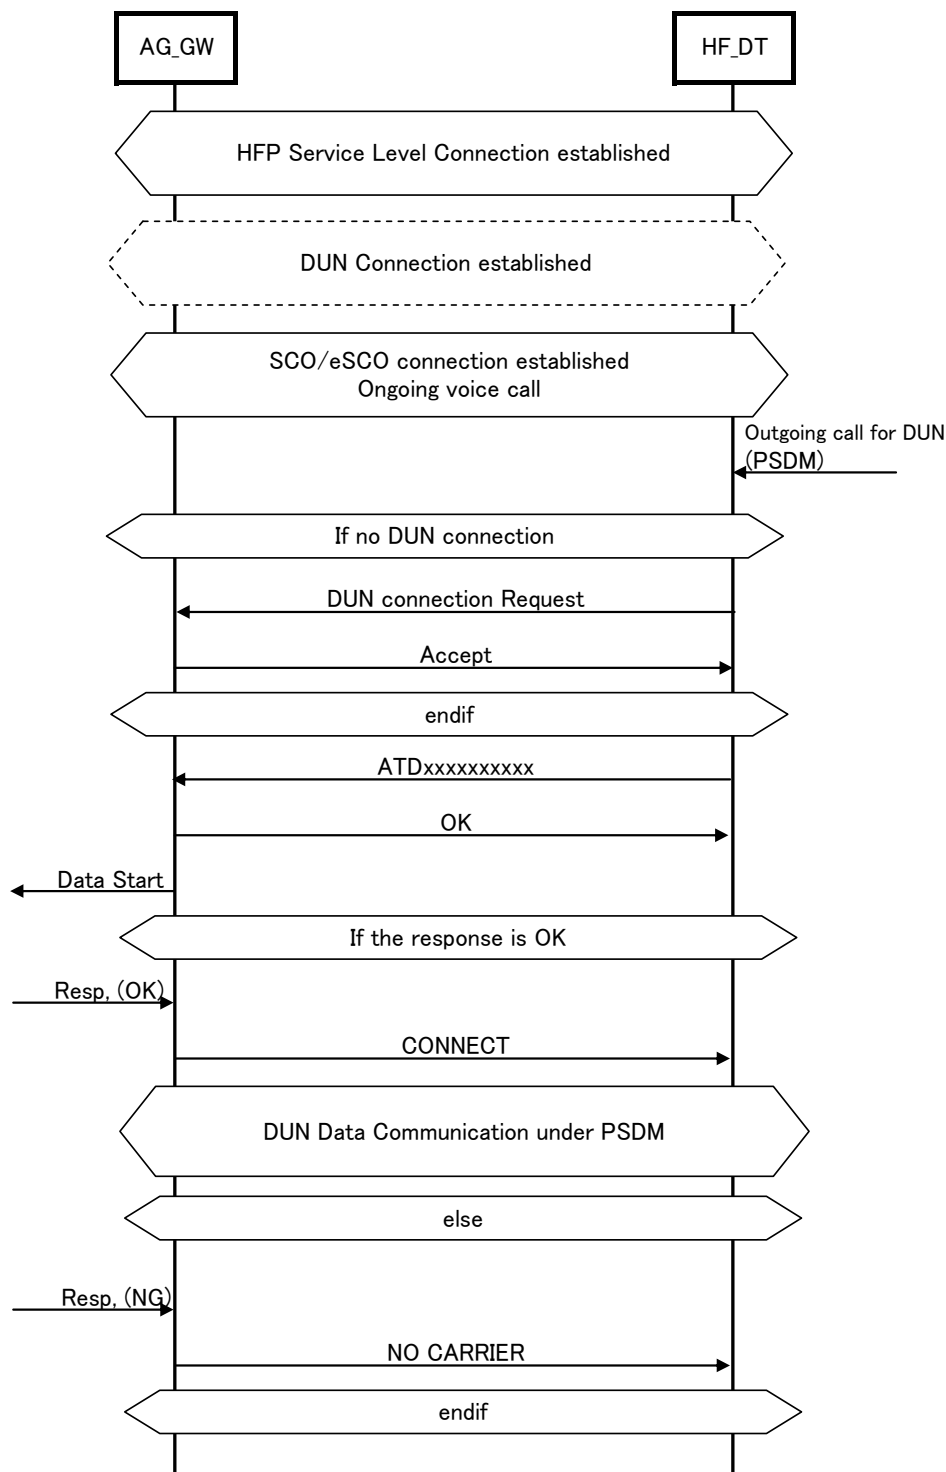 AG_GW
HF_DT
HFP Service Level Connection established
DUN Connection established
SCO/eSCO connection established
Ongoing voice call
Outgoing call for DUN
(PSDM)
If no DUN connection
DUN connection Request
Accept
endif
ATDxxxxxxxxxx
OK
Data Start
If the response is OK
Resp, (OK)
CONNECT
DUN Data Communication under PSDM
else
Resp, (NG)
NO CARRIER
endif